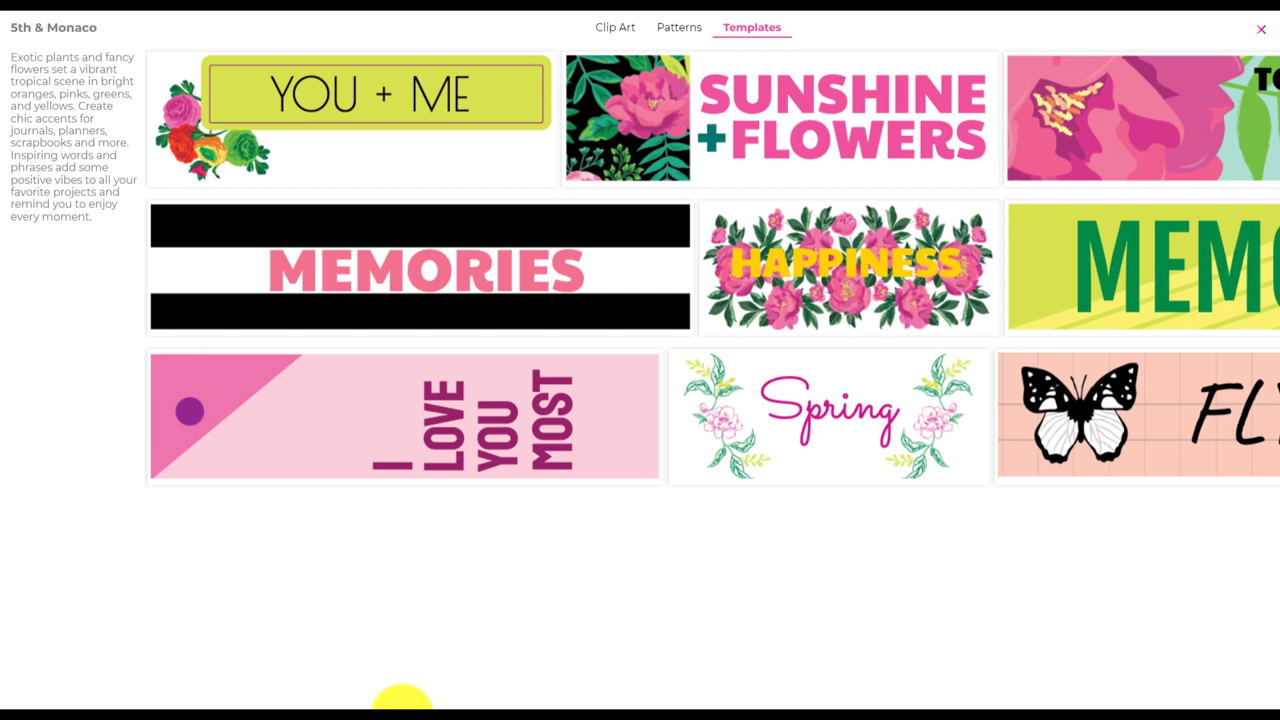 5th & Monaco
Clip Art
Patterns
Templates
Exotic plants and fancy
flowers set a vibrant
tropical scene in bright
oranges, pinks, greens,
and yellows. Create
chic accents for
journals, planners,
scrapbooks and more.
Inspiring words and
phrases add some
positive vibes to all your
favorite projects and
remind you to enjoy
every moment.
YOU + ME
SUNSHINE
+FLOWERS
MEMORIES
HAPPINESS
I
LOVE
YOU
MOST
Spring